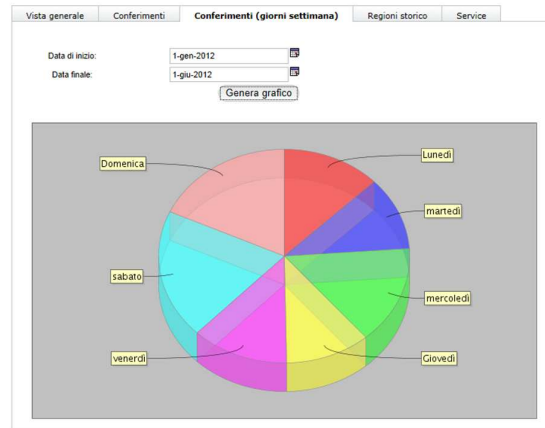 Vista generale Conferimenti Conferimenti (giorni settimana) Regioni storico Service
Data di inizio: 1-gen-2012
Data finale: 1-giu-2012
Genera grafico
Domenica Lunedì
martedì
sabato mercoledì
venerdì Giovedì